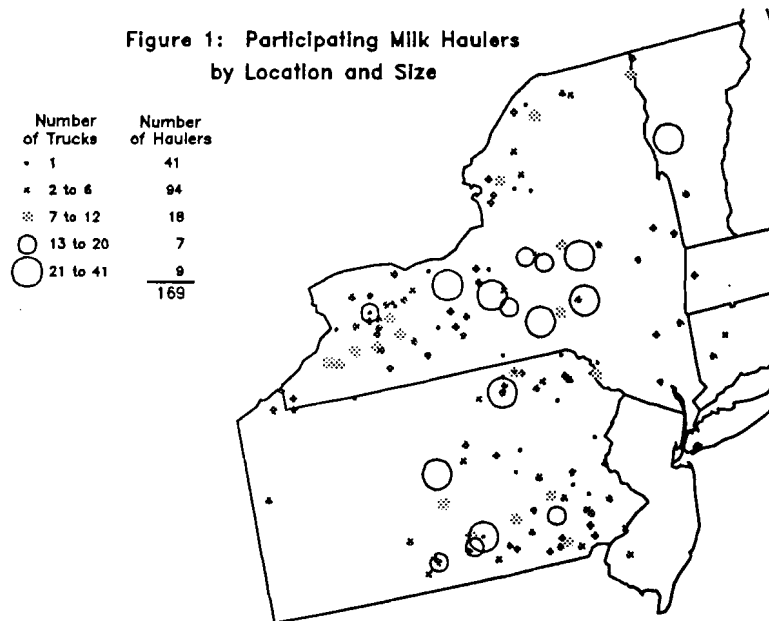 Figure 1: Participating Milk Haulers
by Location and Size
Number Number
of Trucks of Haulers
1 41
2 to 6 94
7 to 12 18
13 to 20 7
21 to 41 9
169